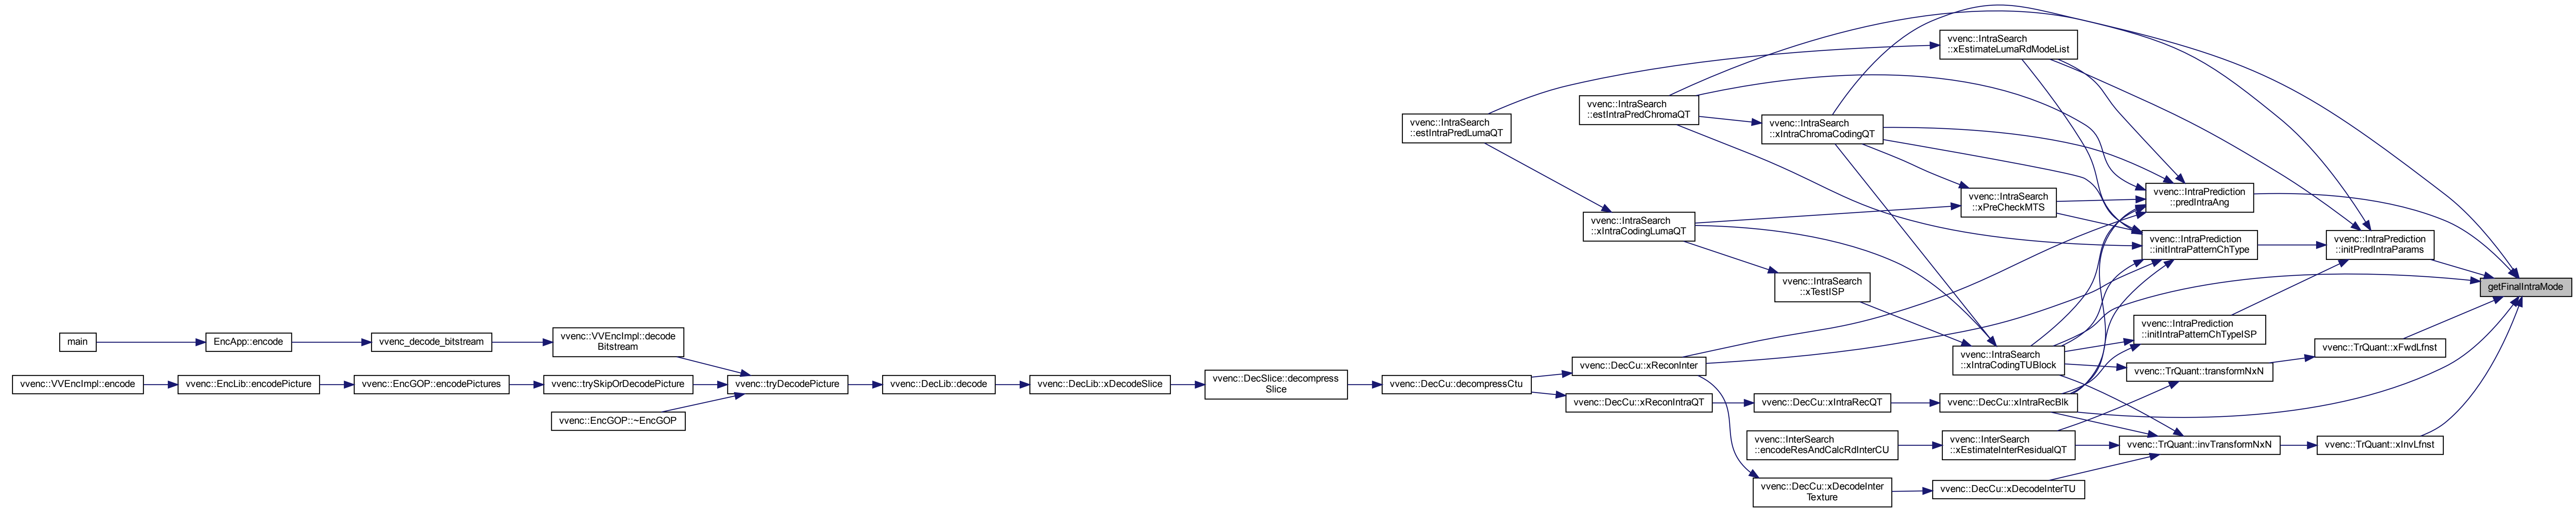 vvenc::IntraSearch
::xEstimateLumaRdModeList
vvenc::IntraSearch
::estIntraPredChromaQT
vvenc::IntraSearch
::estIntraPredLumaQT
vvenc::IntraSearch
::xIntraChromaCodingQT
vvenc::IntraPrediction
::predIntraAng
vvenc::IntraSearch
::xPreCheckMTS
vvenc::IntraSearch
::xIntraCodingLumaQT
vvenc::IntraPrediction
::initIntraPatternChType
vvenc::IntraPrediction
::initPredIntraParams
vvenc::IntraSearch
::xTestISP
getFinalIntraMode
vvenc::IntraPrediction
::initIntraPatternChTypeISP
main
EncApp::encode
vvenc_decode_bitstream
vvenc::VVEncImpl::decode
Bitstream
vvenc::TrQuant::xFwdLfnst
vvenc::IntraSearch
::xIntraCodingTUBlock
vvenc::DecCu::xReconInter
vvenc::TrQuant::transformNxN
vvenc::VVEncImpl::encode
vvenc::EncLib::encodePicture
vvenc::EncGOP::encodePictures
vvenc::trySkipOrDecodePicture
vvenc::tryDecodePicture
vvenc::DecLib::decode
vvenc::DecLib::xDecodeSlice
vvenc::DecSlice::decompress
Slice
vvenc::DecCu::decompressCtu
vvenc::DecCu::xReconIntraQT
vvenc::DecCu::xIntraRecQT
vvenc::DecCu::xIntraRecBlk
vvenc::EncGOP::~EncGOP
vvenc::InterSearch
::encodeResAndCalcRdInterCU
vvenc::InterSearch
::xEstimateInterResidualQT
vvenc::TrQuant::invTransformNxN
vvenc::TrQuant::xInvLfnst
vvenc::DecCu::xDecodeInter
Texture
vvenc::DecCu::xDecodeInterTU